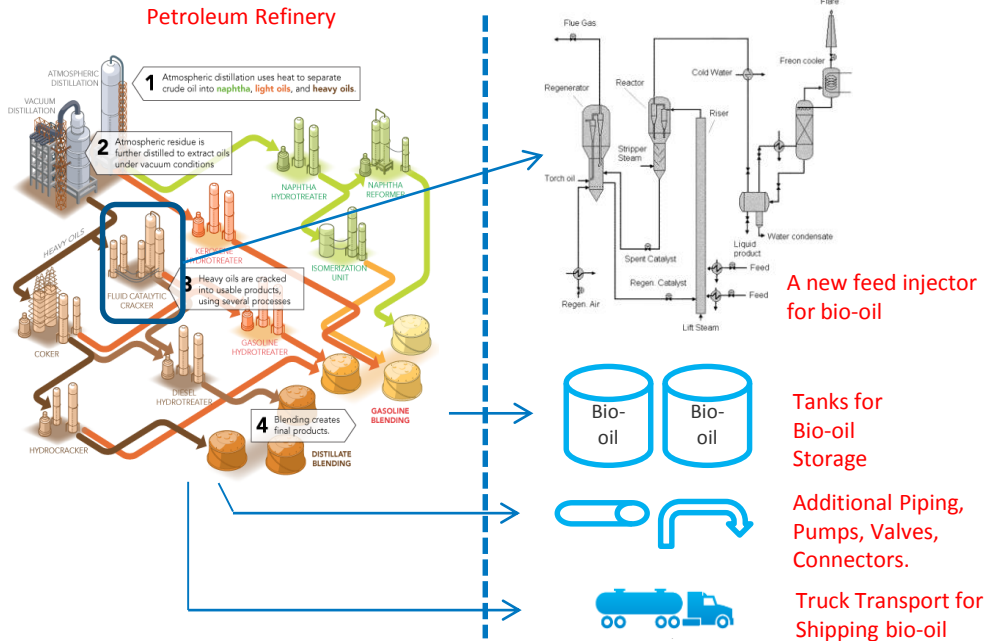 Petroleum Refinery
ATMOSPHERIC
DISTILLATION
1 Atmospheric distillation uses heat to separate
crude oil into naphtha, light oils, and heavy oils.
VACUUM
DISTILLATION
2 Atmospheric residue is
further distilled to extract oils
under vacuum conditions
NAPHTHA
HYDROTREATER
NAPHTHA
REFORMER
HEAVY OILS
KEROSENE
HYDROTREATER
ISOMERIZATION
UNIT
FLUID CATALYTIC
CRACKER
3 Heavy oils are cracked
into usable products,
using several processes
COKER
GASOLINE
HYDROTREATER
DIESEL
HYDROTREATER
GASOLINE
BLENDING
4 Blending creates
final products.
HYDROCRACKER
DISTILLATE
BLENDING
Flare
Flue Gas
Freon cooler
Cold Water
Reactor
Regenerator
Riser
Stripper
Steam
Torch oil
Liquid
product
Water condensate
Spent Catalyst
Feed
Regen. Catalyst
Feed
Regen. Air
Lift Steam
A new feed injector
for bio-oil
Bio-
oil
Bio-
oil
Tanks for
Bio-oil
Storage
Additional Piping,
Pumps, Valves,
Connectors.
Truck Transport for
Shipping bio-oil